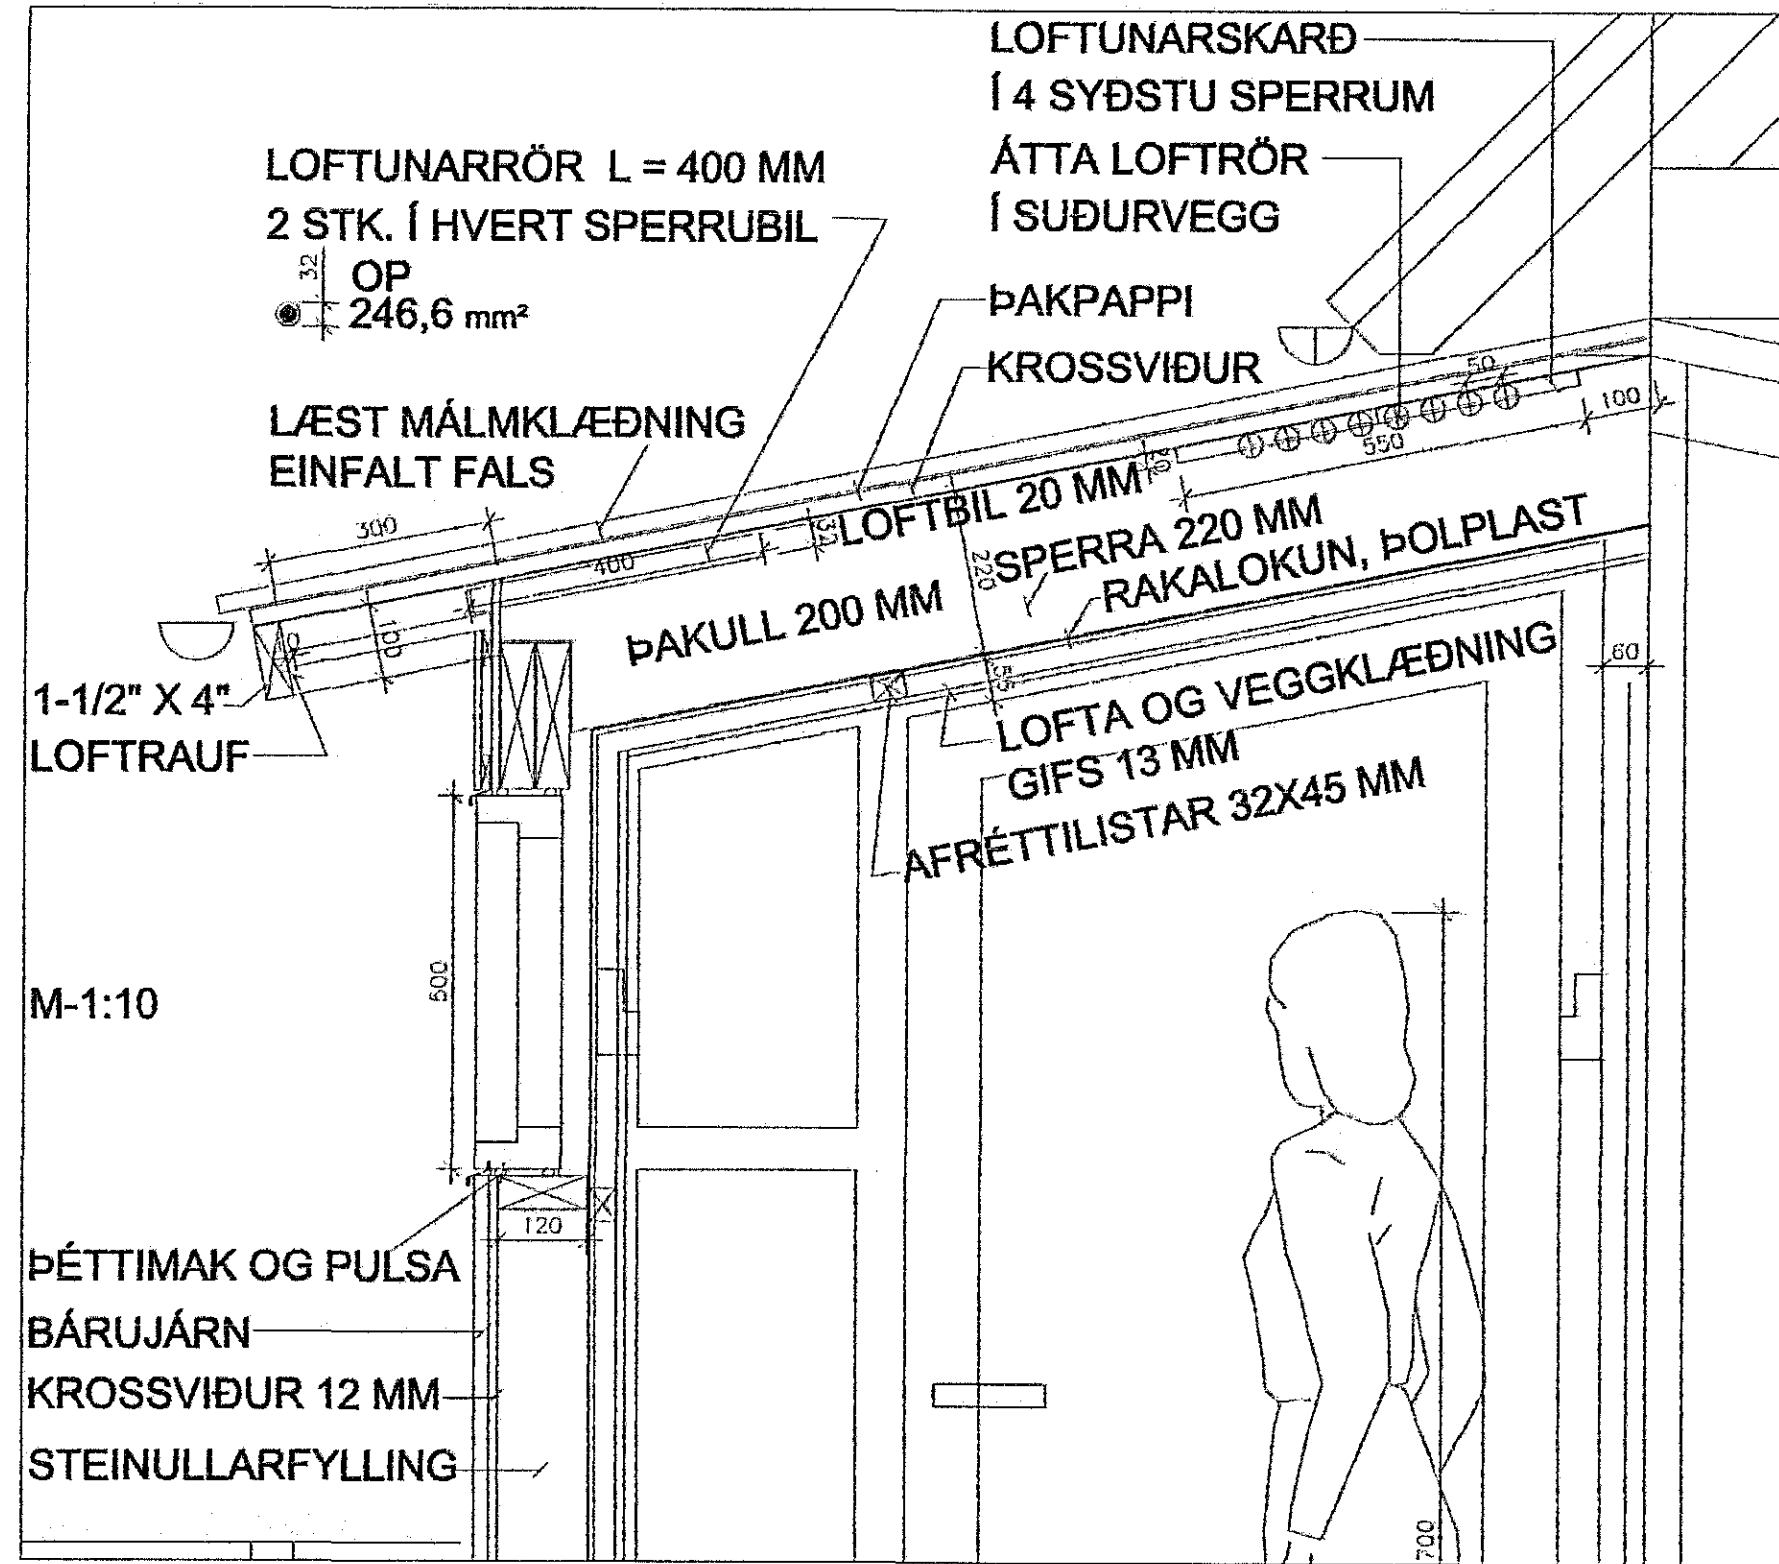 LOFTUNARSKARÐ
Í 4 SYÐSTU SPERRUM
ÁTTA LOFTRÖR
Í SUÐURVEGG
LOFTUNARRÖR L = 400 MM
2 STK. Í HVERT SPERRUBIL
32
OP
246,6 mm²
ÞAKPAPPI
KROSSVIÐUR
LÆST MÁLMKLÆÐNING
EINFALT FALS
50
100
550
20
300
400
32
LOFTBIL 20 MM
SPERRA 220 MM
220
RAKALOKUN, ÞOLPLAST
ÞAKULL 200 MM
100
55
60
1-1/2" X 4"
LOFTRAUF
LOFTA OG VEGGKLÆÐNING
GIFS 13 MM
AFRÉTTILISTAR 32X45 MM
500
M-1:10
120
ÞÉTTIMAK OG PULSA
BÁRUJÁRN
KROSSVIÐUR 12 MM
STEINULLARFYLLING
700